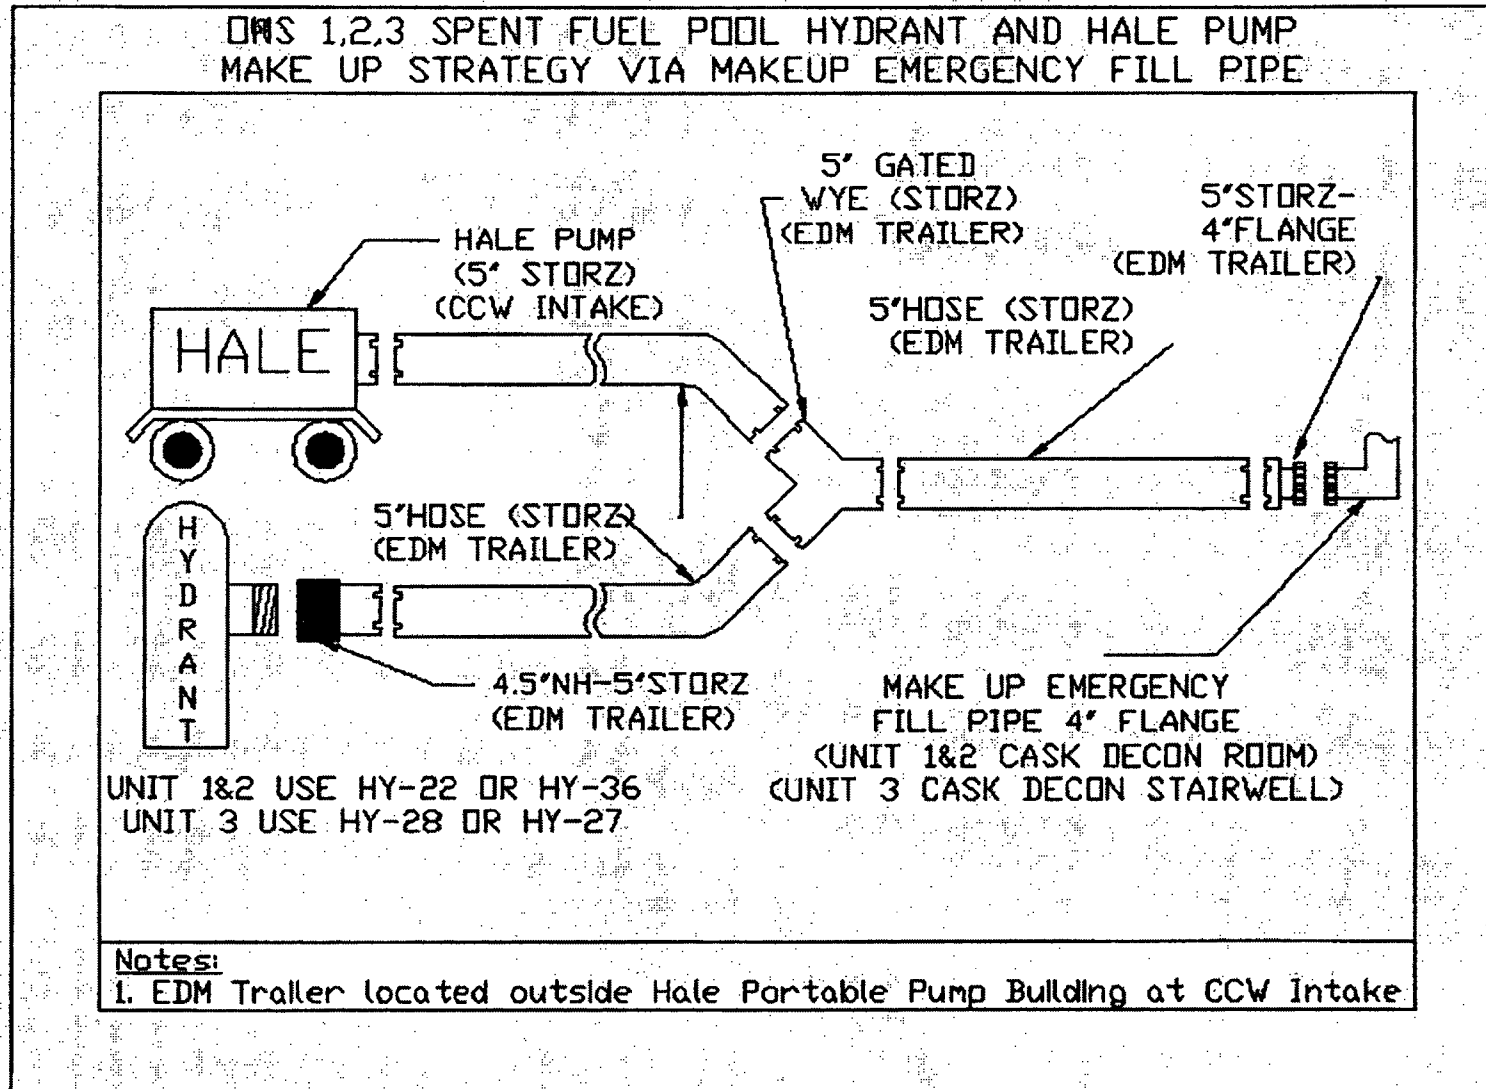 ONS 1,2,3 SPENT FUEL POOL HYDRANT AND HALE PUMP
MAKE UP STRATEGY VIA MAKEUP EMERGENCY FILL PIPE
5" GATED
WYE (STORZ)
(EDM TRAILER)
5"STORZ-
4"FLANGE
(EDM TRAILER)
HALE PUMP
(5" STORZ)
(CCW INTAKE)
5"HOSE (STORZ)
(EDM TRAILER)
HALE
5"HOSE (STORZ)
(EDM TRAILER)
HYDRANT
4.5"NH-5"STORZ
(EDM TRAILER)
MAKE UP EMERGENCY
FILL PIPE 4" FLANGE
(UNIT 1&2 CASK DECON ROOM)
(UNIT 3 CASK DECON STAIRWELL)
UNIT 1&2 USE HY-22 OR HY-36
UNIT 3 USE HY-28 OR HY-27
Notes:
1. EDM Trailer located outside Hale Portable Pump Building at CCW Intake